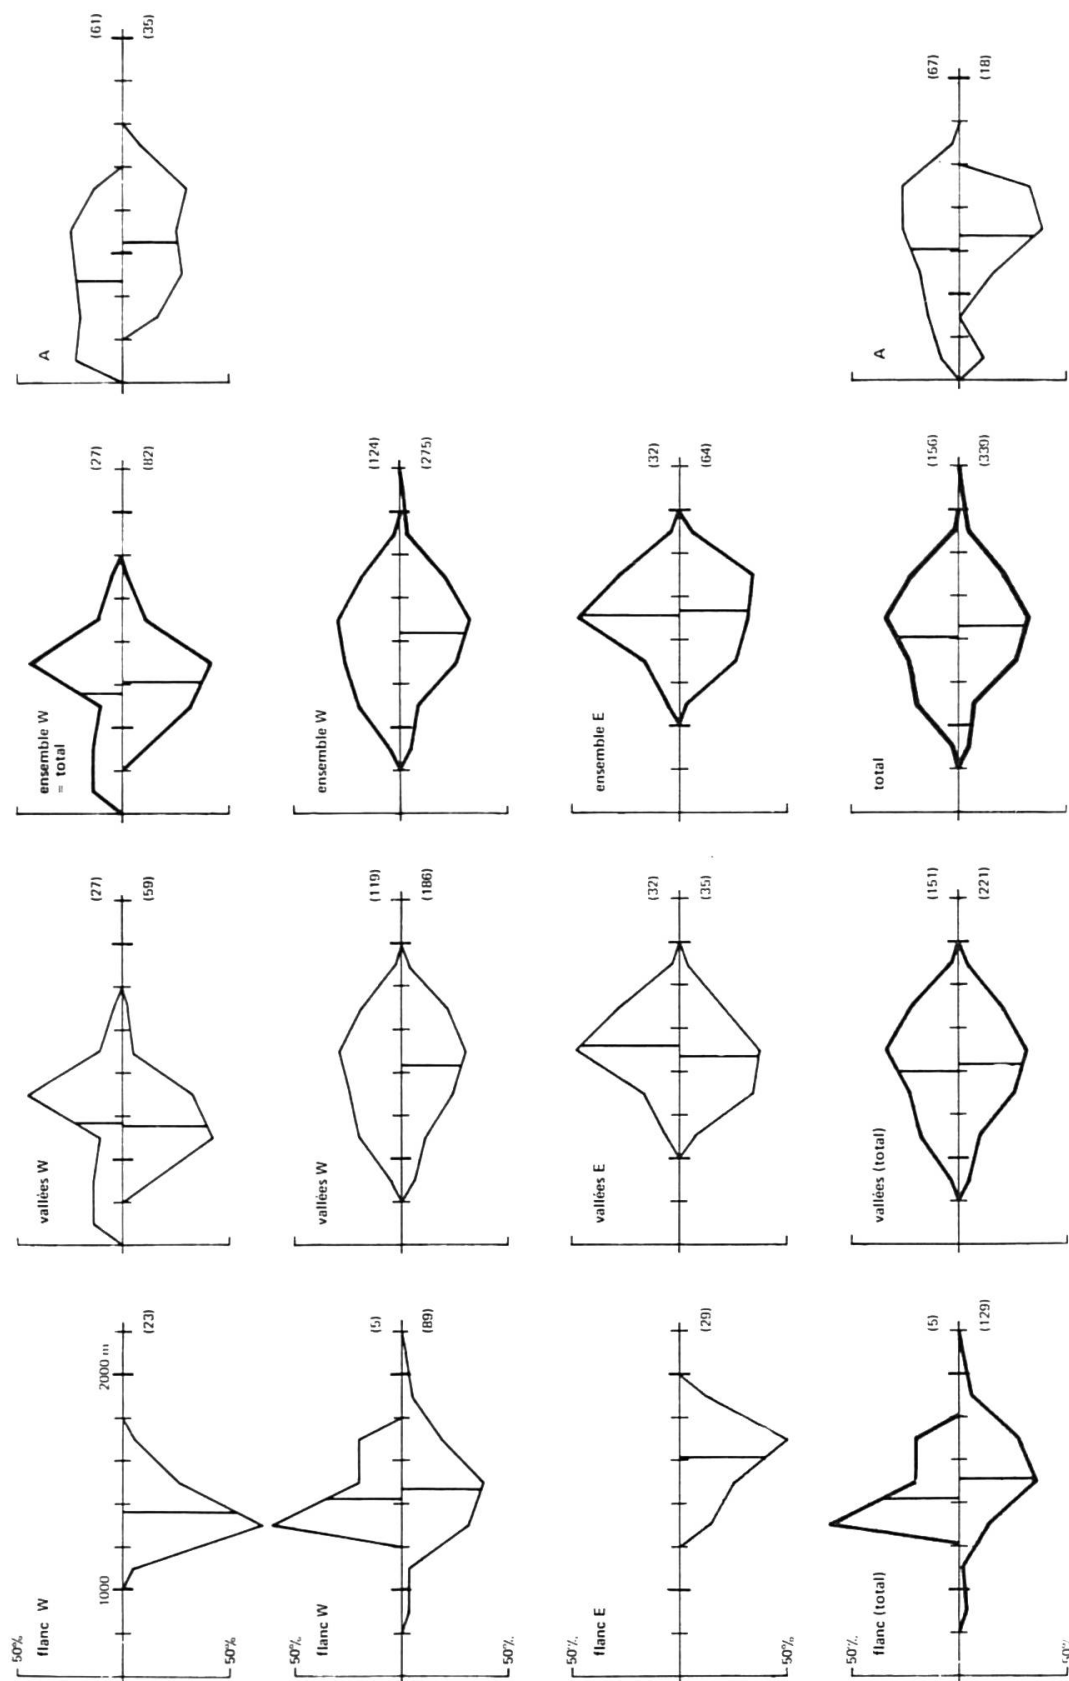 A
(61)
(35)
A
(67)
(18)
ensemble W
= total
(27)
(82)
ensemble W
(124)
(275)
ensemble E
(32)
(64)
total
(156)
(339)
vallées W
(27)
(59)
vallées W
(119)
(186)
vallées E
(32)
(35)
vallées (total)
(151)
(221)
50%
flanc W
50%
1000
2000 m
(23)
50%
flanc W
50%
(5)
(89)
50%
flanc E
50%
(29)
50%
flanc (total)
50%
(5)
(129)